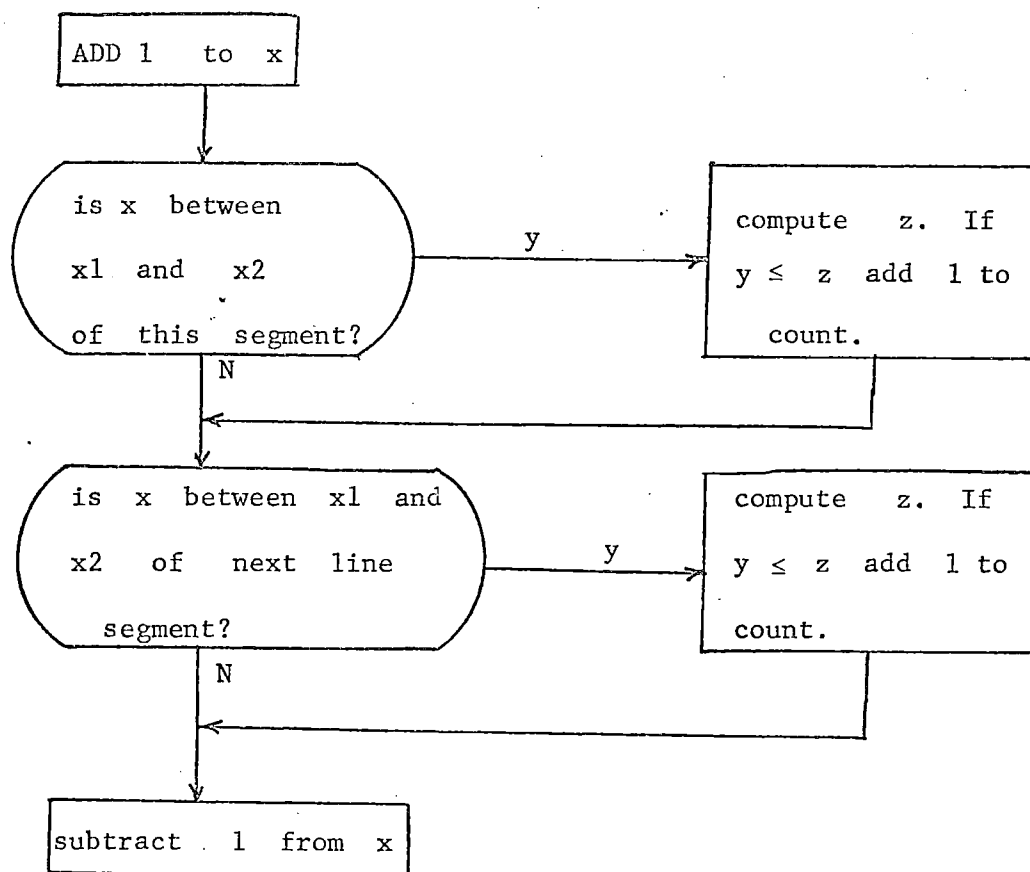 ADD 1 to x
is x between
x1 and x2
of this segment?
y
compute z. If
y ≤ z add 1 to
count.
N
is x between x1 and
x2 of next line
segment?
y
compute z. If
y ≤ z add 1 to
count.
N
subtract 1 from x